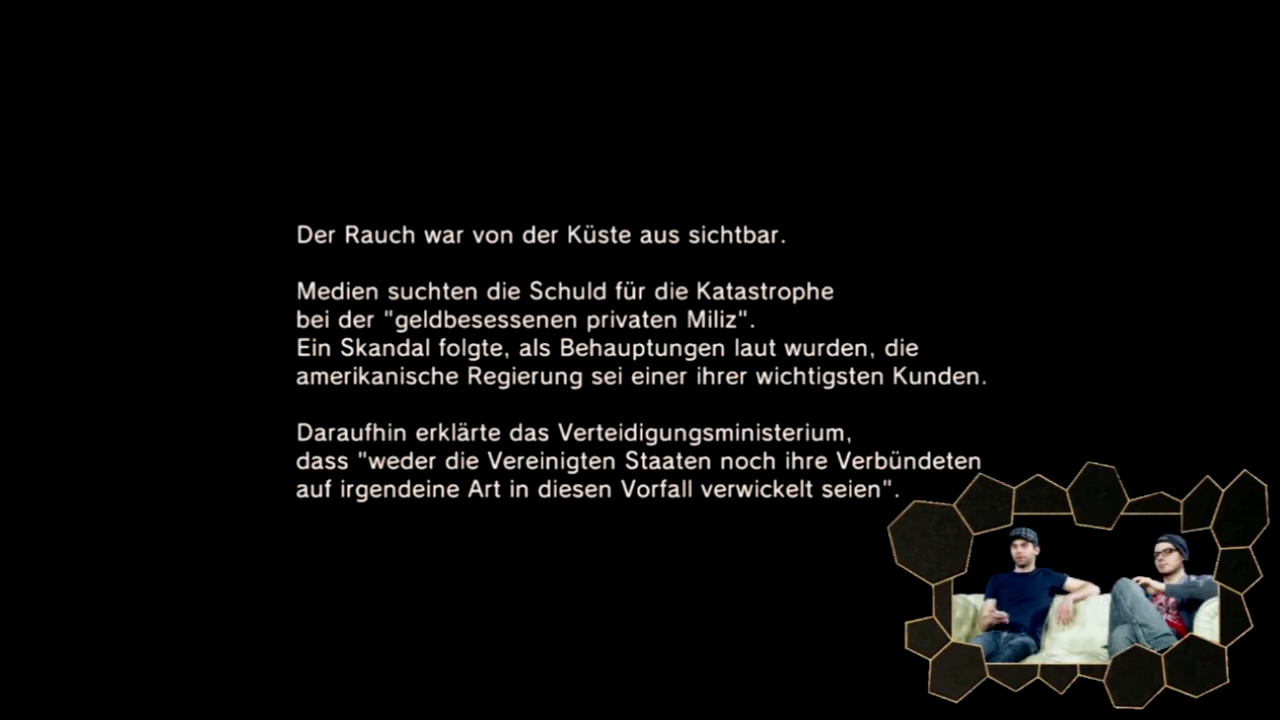 Der Rauch war von der Küste aus sichtbar.
Medien suchten die Schuld für die Katastrophe
bei der "geldbesessenen privaten Miliz".
Ein Skandal folgte, als Behauptungen laut wurden, die
amerikanische Regierung sei einer ihrer wichtigsten Kunden.
Daraufhin erklärte das Verteidigungsministerium,
dass "weder die Vereinigten Staaten noch ihre Verbündeten
auf irgendeine Art in diesen Vorfall verwickelt seien".